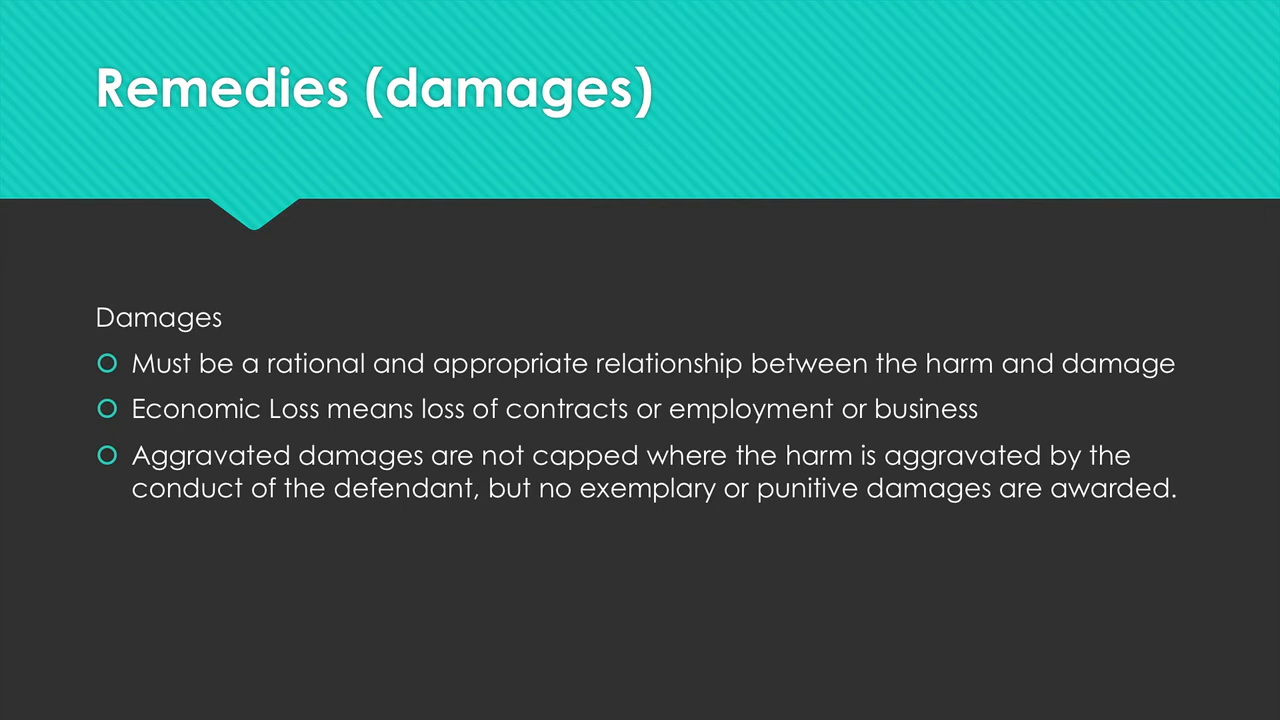 Remedies (damages)
Damages
Must be a rational and appropriate relationship between the harm and damage
Economic Loss means loss of contracts or employment or business
Aggravated damages are not capped where the harm is aggravated by the
conduct of the defendant, but no exemplary or punitive damages are awarded.